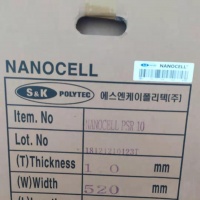 NANOCELL
NANOCELL
S&K POLYTEC 에스엔케이폴리텍[주]
Item. No NANOCELL PSR 10
Lot. No
(T)Thickness 1.0 mm
(W)Width 520 mm